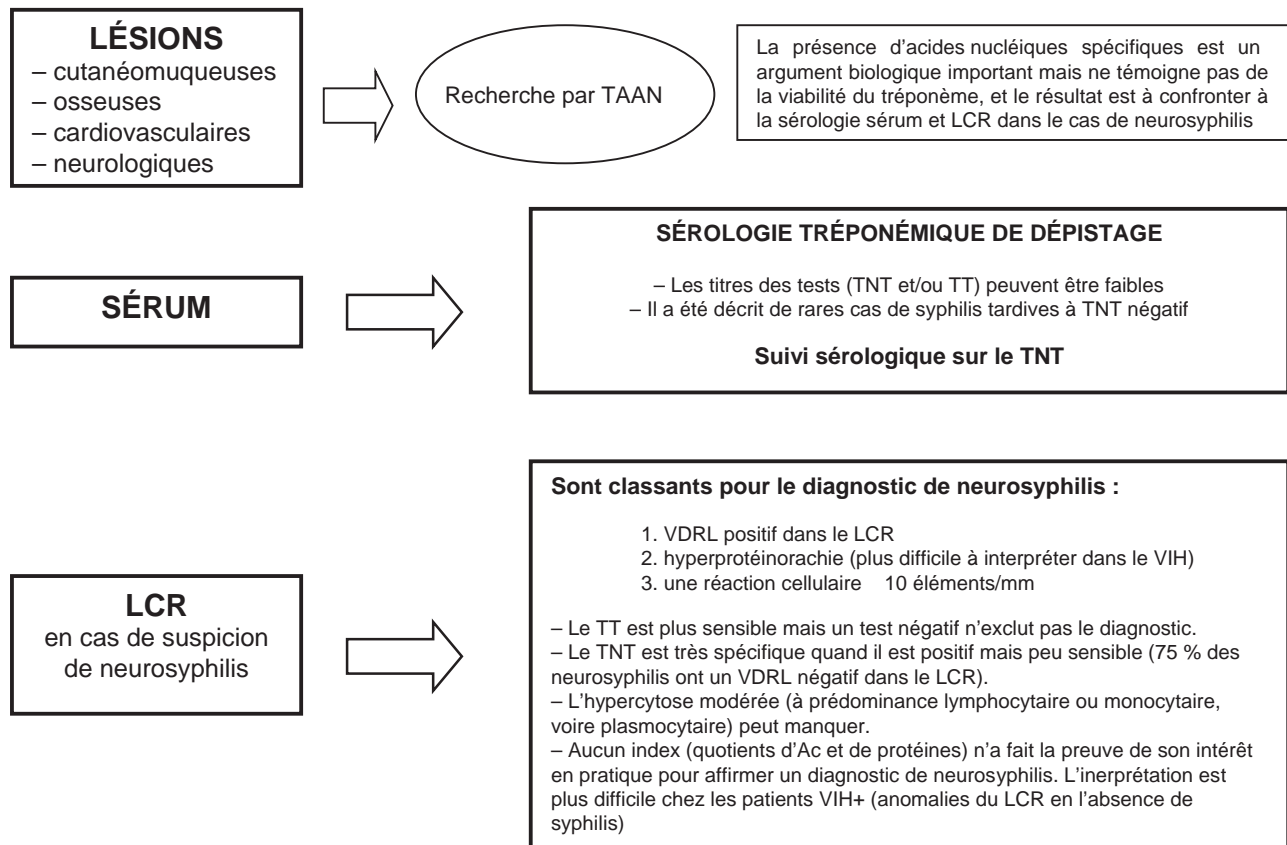 LÉSIONS
– cutanéomuqueuses
– osseuses
– cardiovasculaires
– neurologiques
Recherche par TAAN
La présence d'acides nucléiques spécifiques est un
argument biologique important mais ne témoigne pas de
la viabilité du tréponème, et le résultat est à confronter à
la sérologie sérum et LCR dans le cas de neurosyphilis
SÉRUM
SÉROLOGIE TRÉPONÉMIQUE DE DÉPISTAGE
– Les titres des tests (TNT et/ou TT) peuvent être faibles
– Il a été décrit de rares cas de syphilis tardives à TNT négatif
Suivi sérologique sur le TNT
LCR
en cas de suspicion
de neurosyphilis
Sont classants pour le diagnostic de neurosyphilis :
1. VDRL positif dans le LCR
2. hyperprotéinorachie (plus difficile à interpréter dans le VIH)
3. une réaction cellulaire 10 éléments/mm
– Le TT est plus sensible mais un test négatif n'exclut pas le diagnostic.
– Le TNT est très spécifique quand il est positif mais peu sensible (75 % des
neurosyphilis ont un VDRL négatif dans le LCR).
– L'hypercytose modérée (à prédominance lymphocytaire ou monocytaire,
voire plasmocytaire) peut manquer.
– Aucun index (quotients d'Ac et de protéines) n'a fait la preuve de son intérêt
en pratique pour affirmer un diagnostic de neurosyphilis. L'inerprétation est
plus difficile chez les patients VIH+ (anomalies du LCR en l'absence de
syphilis)